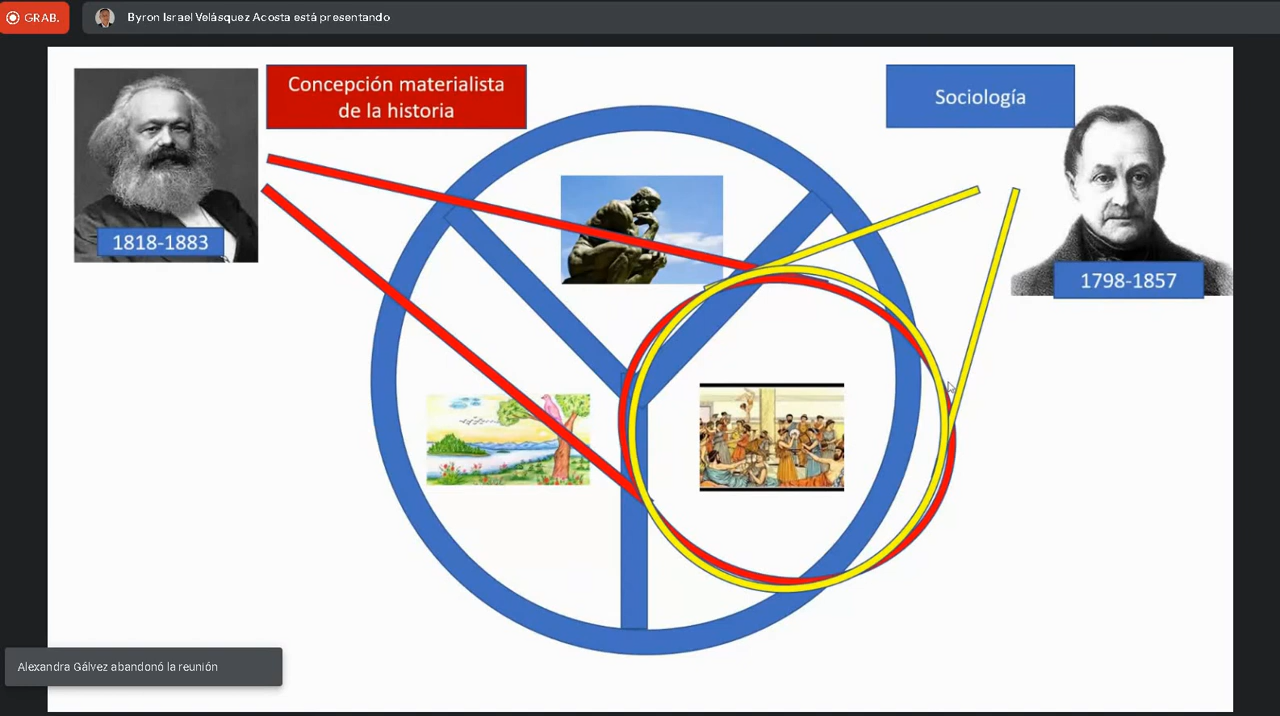 GRAB.
Byron Israel Velásquez Acosta está presentando
Concepción materialista
de la historia
Sociología
1818-1883
1798-1857
Alexandra Gálvez abandonó la reunión